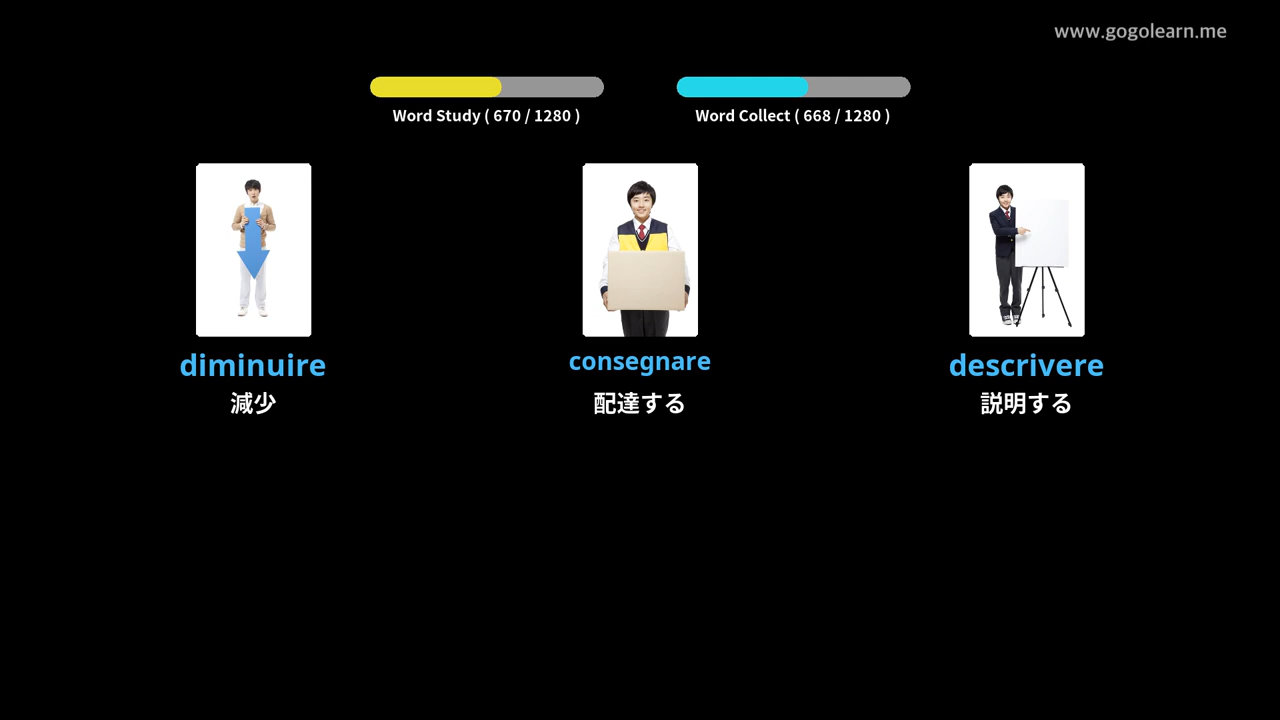 www.gogolearn.me
Word Study ( 670 / 1280 )
Word Collect ( 668 / 1280 )
diminuire
減少
consegnare
配達する
descrivere
説明する